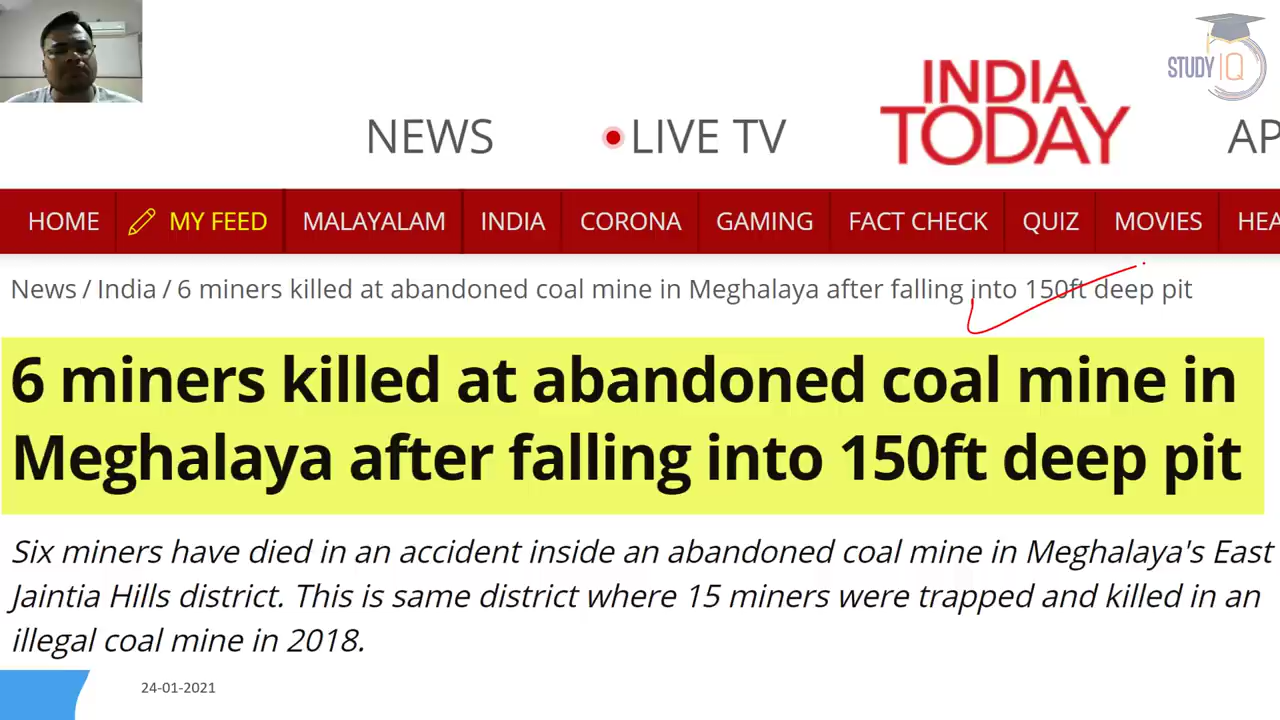 STUDY IQ
INDIA
TODAY
NEWS
LIVE TV
AP
HOME
MY FEED
MALAYALAM
INDIA
CORONA
GAMING
FACT CHECK
QUIZ
MOVIES
HEA
News / India / 6 miners killed at abandoned coal mine in Meghalaya after falling into 150ft deep pit
6 miners killed at abandoned coal mine in
Meghalaya after falling into 150ft deep pit
Six miners have died in an accident inside an abandoned coal mine in Meghalaya's East
Jaintia Hills district. This is same district where 15 miners were trapped and killed in an
illegal coal mine in 2018.
24-01-2021